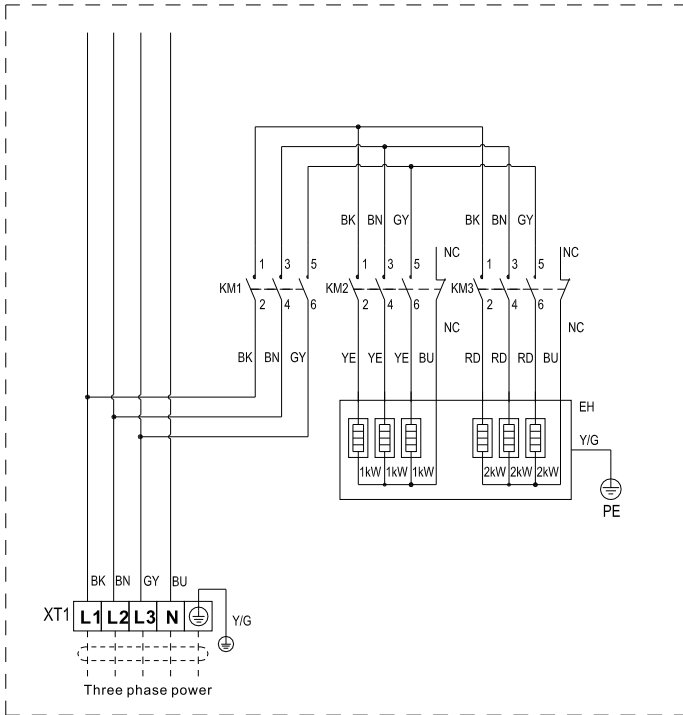 BK BN GY BK BN GY
NC NC
1 3 5 1 3 5 1 3 5
KM1 KM2 KM3
2 4 6 2 4 6 2 4 6
NC NC
BK BN GY YE YE YE BU RD RD RD BU
EH
Y/G
1kW 1kW 1kW 2kW 2kW 2kW
PE
BK BN GY BU
XT1 L1 L2 L3 N Y/G
Three phase power